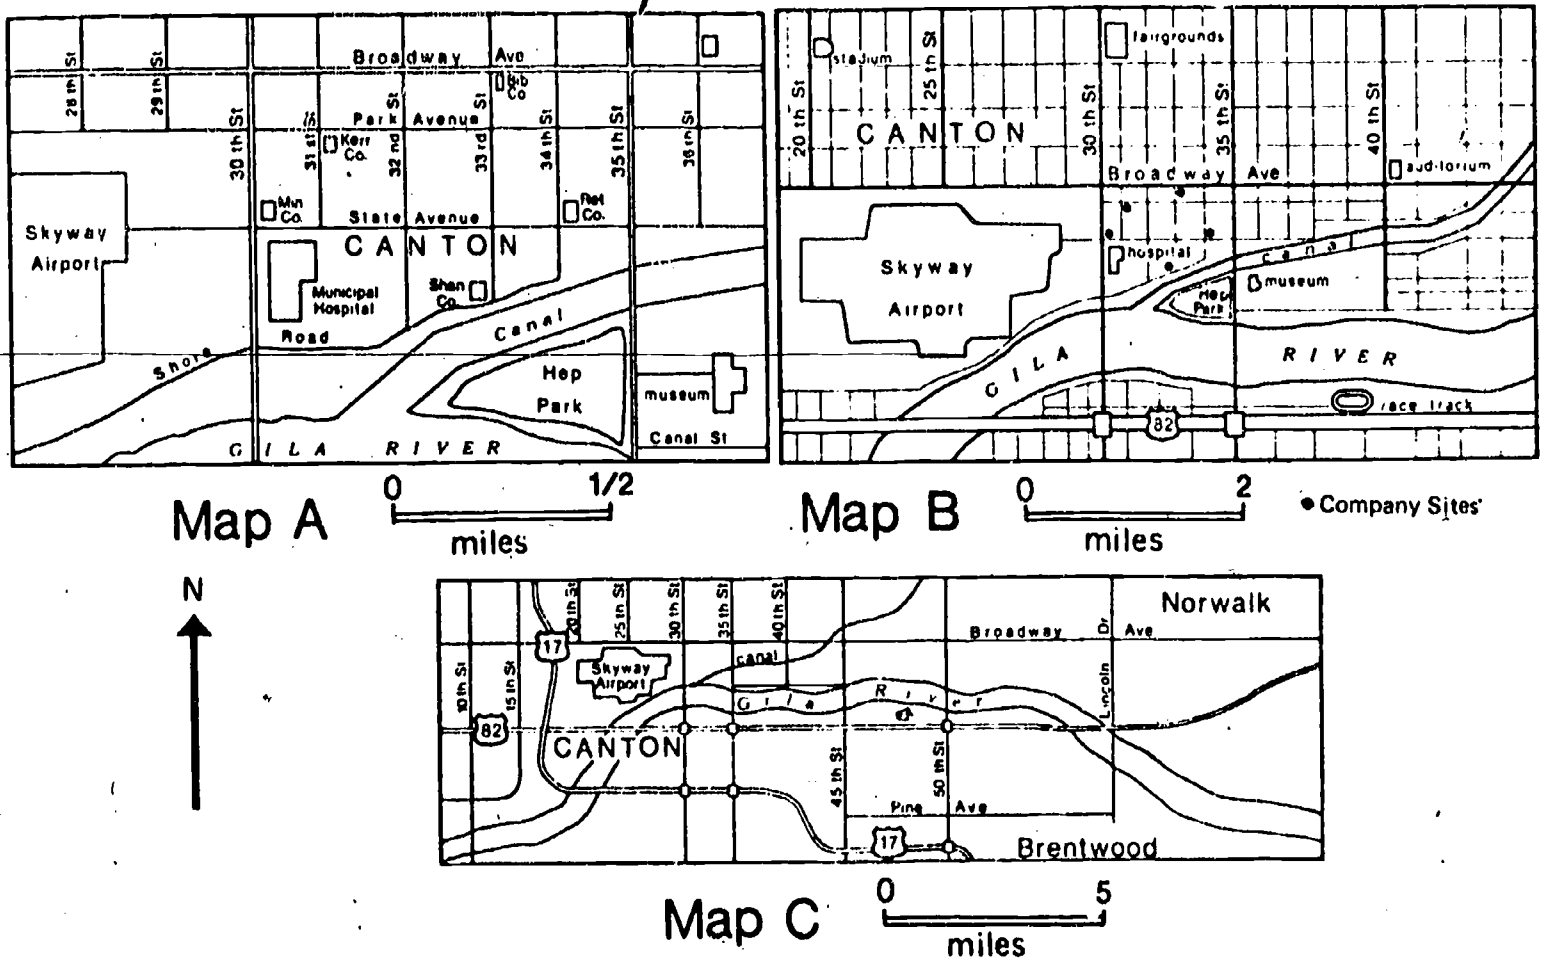 Broadway Ave
28th St
29th St
30th St
31st
32nd St
33rd St
34th St
35th St
36th St
Bib
Co
Park Avenue
Kerr
Co.
Min
Co.
Ret
Co.
State Avenue
CANTON
Skyway
Airport
Municipal
Hospital
Shan
Co.
Shore Road
Canal
Hep
Park
museum
Canal St
GILA RIVER
Map A
0 1/2
miles
stadium
fairgrounds
20th St
25th St
30th St
35th St
40th St
CANTON
Broadway Ave
auditorium
Skyway
Airport
hospital
canal
museum
Hep
Park
GILA RIVER
race track
82
Map B
0 2
miles
Company Sites
N
10th St
15th St
20th St
25th St
30th St
35th St
40th St
45th St
50th St
17
Norwalk
Broadway Ave
Lincoln Dr
Skyway
Airport
canal
Gila River
82
CANTON
Pine Ave
17
Brentwood
Map C
0 5
miles